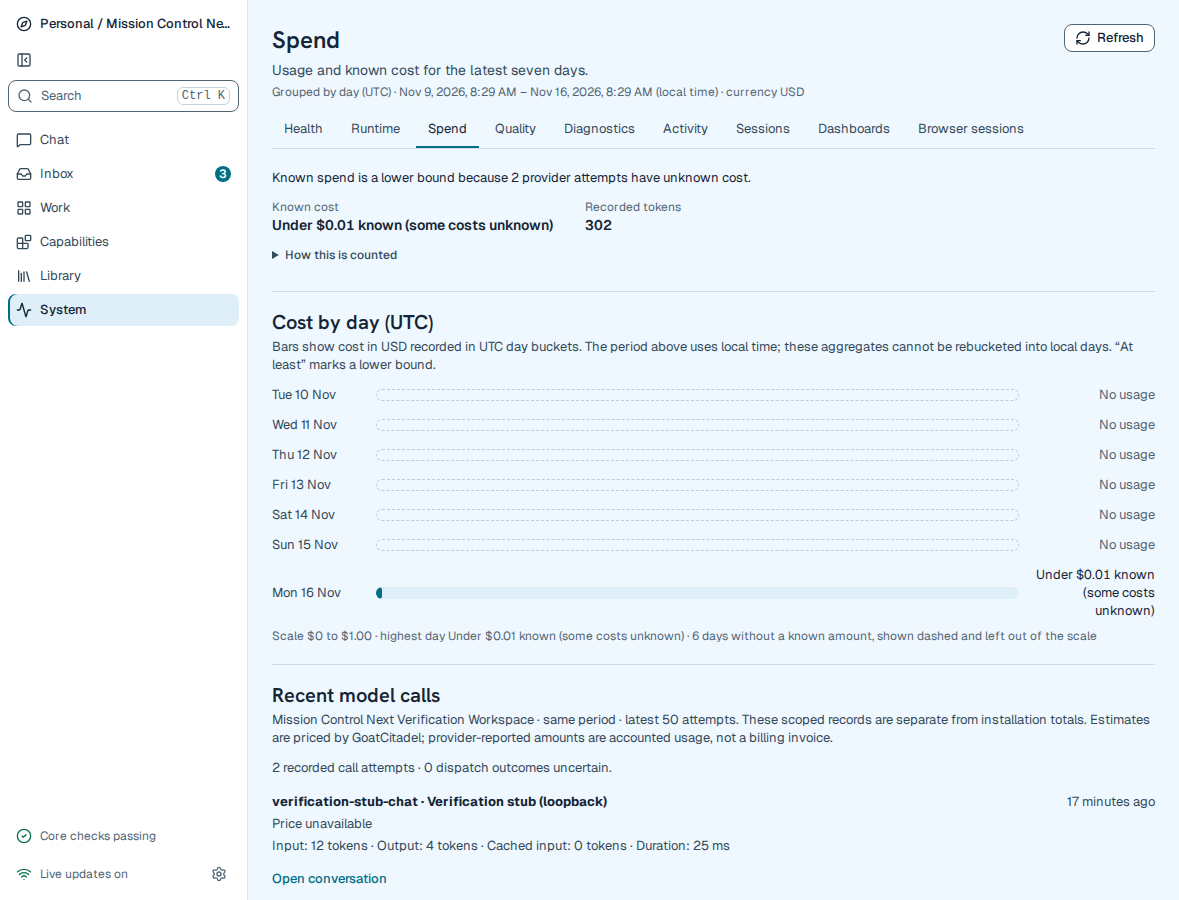 Personal / Mission Control Ne...
Search
Ctrl K
Chat
Inbox
3
Work
Capabilities
Library
System
Core checks passing
Live updates on
Spend
Refresh
Usage and known cost for the latest seven days.
Grouped by day (UTC) · Nov 9, 2026, 8:29 AM – Nov 16, 2026, 8:29 AM (local time) · currency USD
Health
Runtime
Spend
Quality
Diagnostics
Activity
Sessions
Dashboards
Browser sessions
Known spend is a lower bound because 2 provider attempts have unknown cost.
Known cost
Under $0.01 known (some costs unknown)
Recorded tokens
302
How this is counted
Cost by day (UTC)
Bars show cost in USD recorded in UTC day buckets. The period above uses local time; these aggregates cannot be rebucketed into local days. “At
least” marks a lower bound.
Tue 10 Nov
No usage
Wed 11 Nov
No usage
Thu 12 Nov
No usage
Fri 13 Nov
No usage
Sat 14 Nov
No usage
Sun 15 Nov
No usage
Mon 16 Nov
Under $0.01 known
(some costs
unknown)
Scale $0 to $1.00 · highest day Under $0.01 known (some costs unknown) · 6 days without a known amount, shown dashed and left out of the scale
Recent model calls
Mission Control Next Verification Workspace · same period · latest 50 attempts. These scoped records are separate from installation totals. Estimates
are priced by GoatCitadel; provider-reported amounts are accounted usage, not a billing invoice.
2 recorded call attempts · 0 dispatch outcomes uncertain.
verification-stub-chat · Verification stub (loopback)
17 minutes ago
Price unavailable
Input: 12 tokens · Output: 4 tokens · Cached input: 0 tokens · Duration: 25 ms
Open conversation